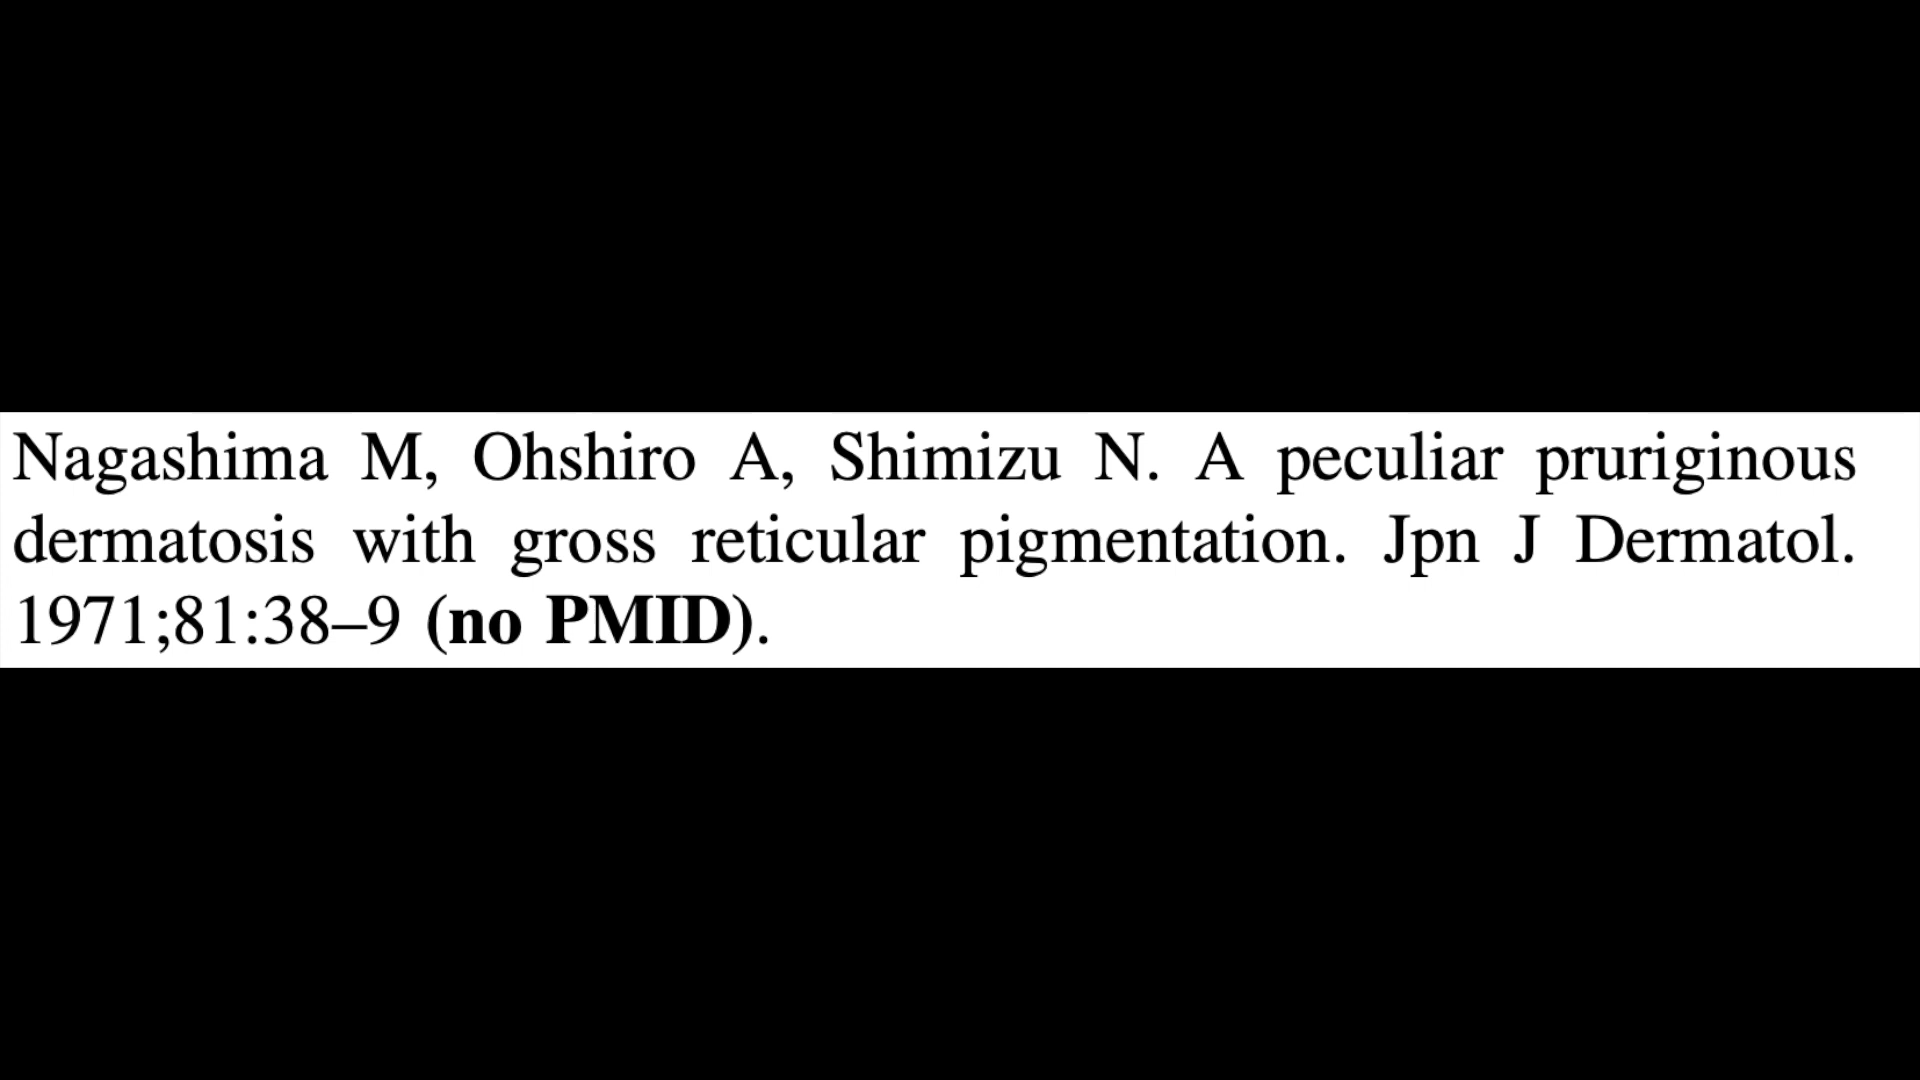 Nagashima M, Ohshiro A, Shimizu N. A peculiar pruriginous
dermatosis with gross reticular pigmentation. Jpn J Dermatol.
1971;81:38–9 (no PMID).